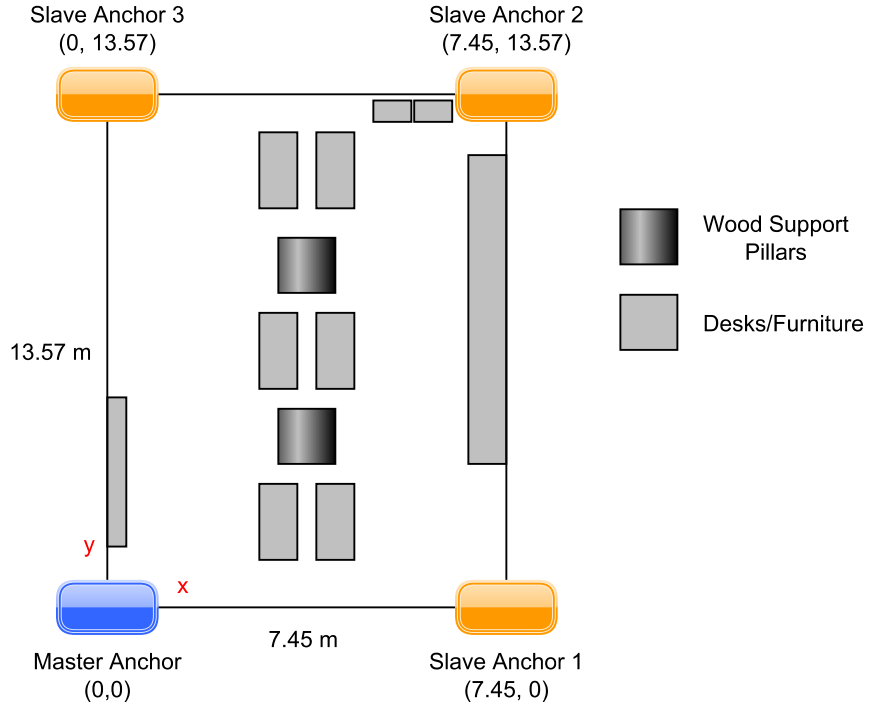 Slave Anchor 3
(0, 13.57)
Slave Anchor 2
(7.45, 13.57)
Wood Support
Pillars
Desks/Furniture
13.57 m
y
x
7.45 m
Master Anchor
(0,0)
Slave Anchor 1
(7.45, 0)